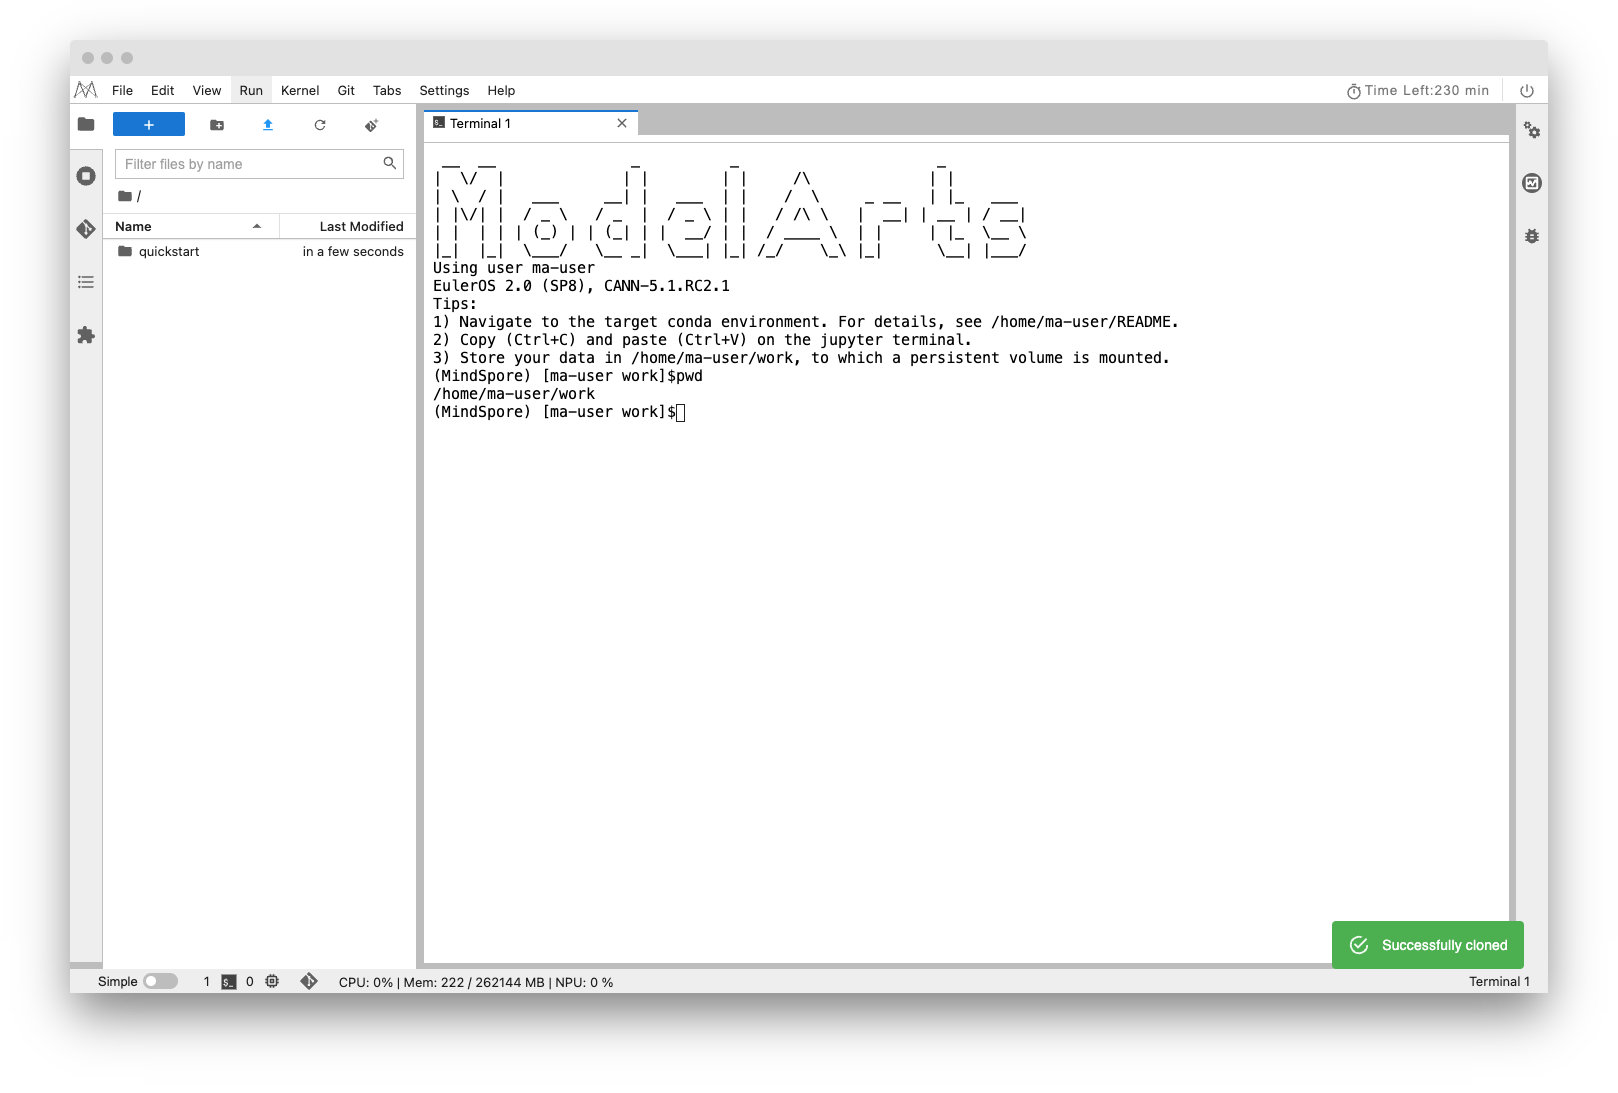 File Edit View Run Kernel Git Tabs Settings Help
Time Left:230 min
+
Filter files by name
/
Name Last Modified
quickstart in a few seconds
Terminal 1
ModelArts
Using user ma-user
EulerOS 2.0 (SP8), CANN-5.1.RC2.1
Tips:
1) Navigate to the target conda environment. For details, see /home/ma-user/README.
2) Copy (Ctrl+C) and paste (Ctrl+V) on the jupyter terminal.
3) Store your data in /home/ma-user/work, to which a persistent volume is mounted.
(MindSpore) [ma-user work]$pwd
/home/ma-user/work
(MindSpore) [ma-user work]$
Successfully cloned
Simple 1 $_ 0 CPU: 0% | Mem: 222 / 262144 MB | NPU: 0 % Terminal 1